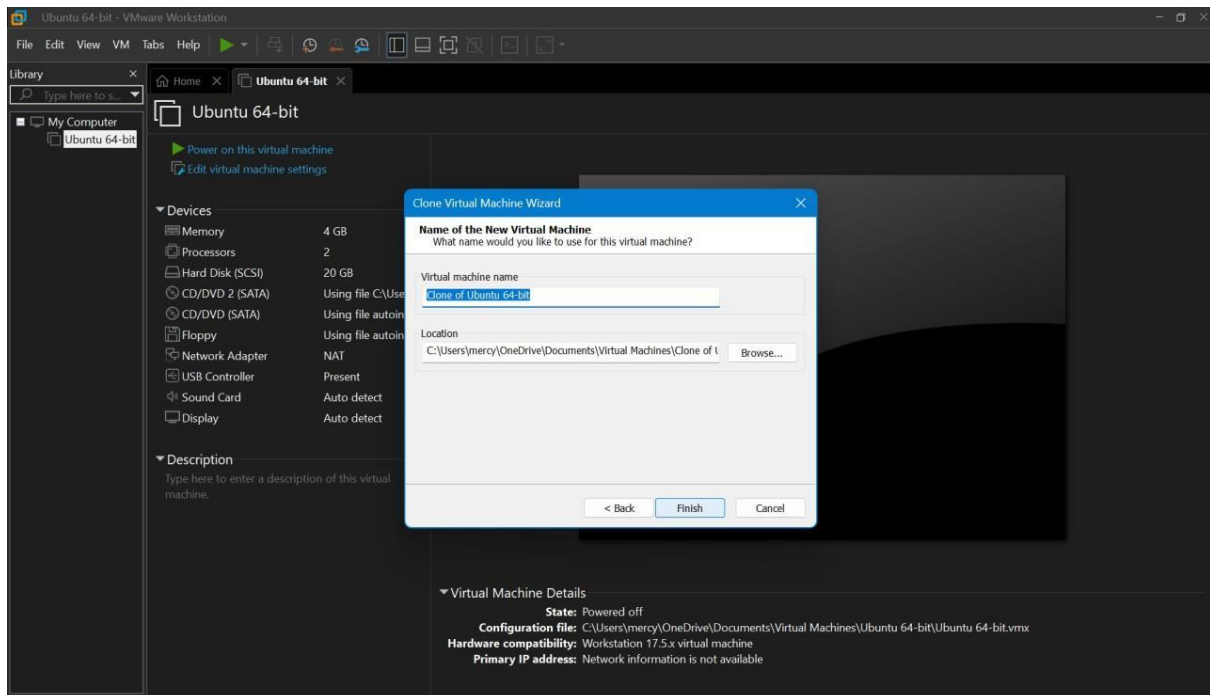 Ubuntu 64-bit - VMware Workstation
File Edit View VM Tabs Help
Library
Type here to s...
My Computer
Ubuntu 64-bit
Home
Ubuntu 64-bit
Ubuntu 64-bit
Power on this virtual machine
Edit virtual machine settings
Devices
Memory 4 GB
Processors 2
Hard Disk (SCSI) 20 GB
CD/DVD 2 (SATA) Using file C:\Use
CD/DVD (SATA) Using file autoin
Floppy Using file autoin
Network Adapter NAT
USB Controller Present
Sound Card Auto detect
Display Auto detect
Description
Type here to enter a description of this virtual
machine.
Clone Virtual Machine Wizard
Name of the New Virtual Machine
What name would you like to use for this virtual machine?
Virtual machine name
Clone of Ubuntu 64-bit
Location
C:\Users\mercy\OneDrive\Documents\Virtual Machines\Clone of U
Browse...
< Back Finish Cancel
Virtual Machine Details
State: Powered off
Configuration file: C:\Users\mercy\OneDrive\Documents\Virtual Machines\Ubuntu 64-bit\Ubuntu 64-bit.vmx
Hardware compatibility: Workstation 17.5.x virtual machine
Primary IP address: Network information is not available